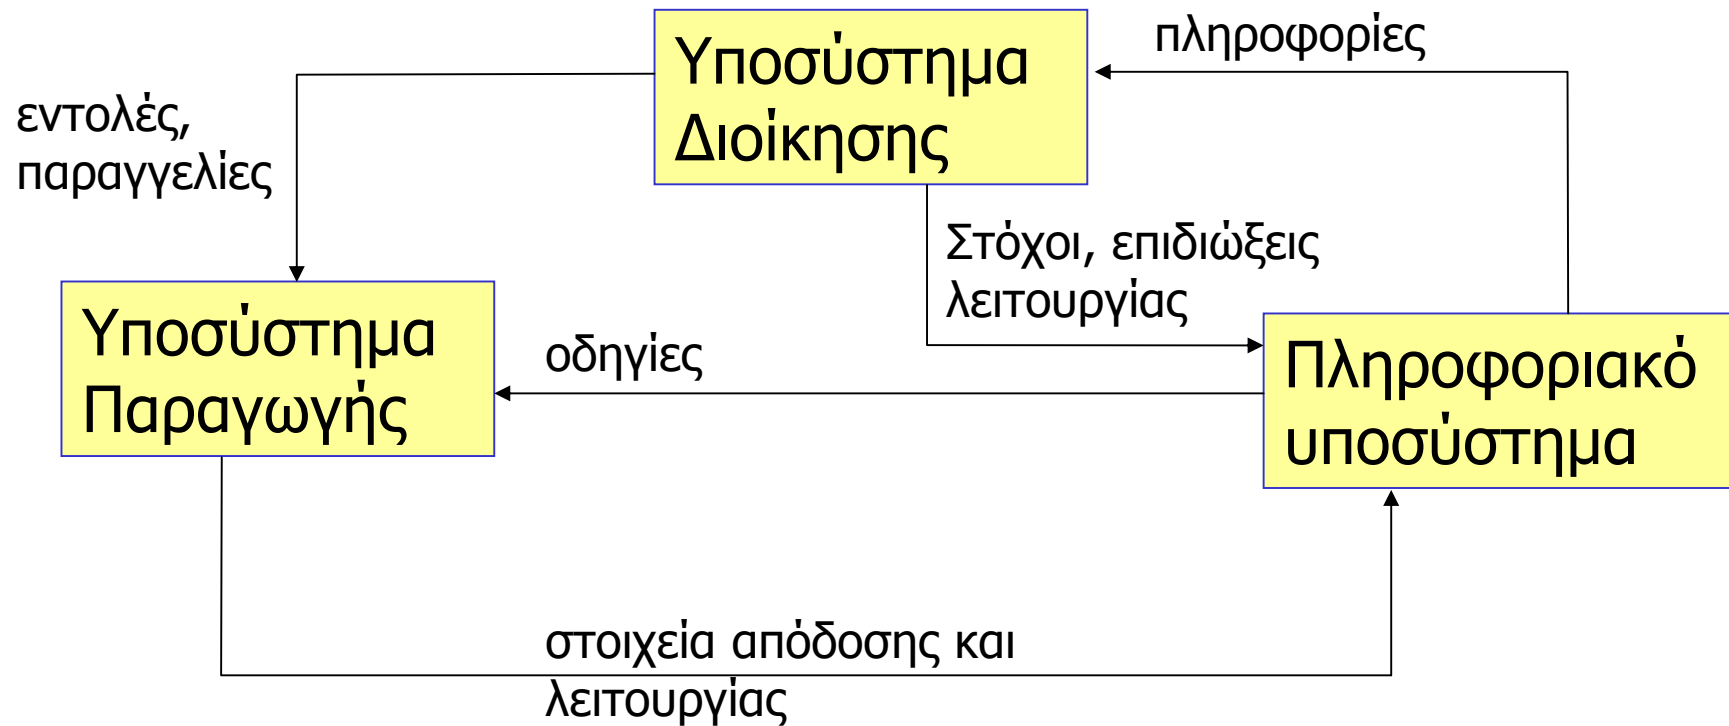 Υποσύστημα
Διοίκησης
πληροφορίες
εντολές,
παραγγελίες
Στόχοι, επιδιώξεις
λειτουργίας
Υποσύστημα
Παραγωγής
οδηγίες
Πληροφοριακό
υποσύστημα
στοιχεία απόδοσης και
λειτουργίας